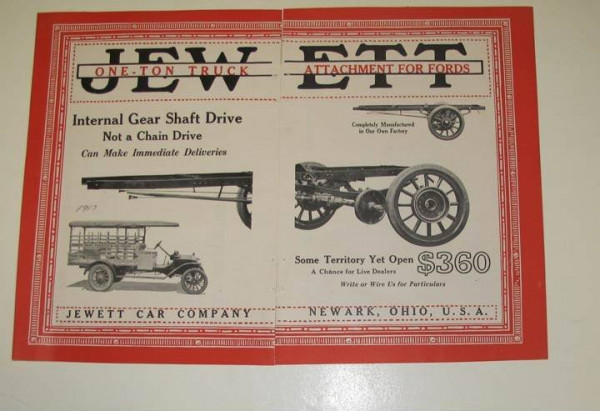 JEWETT
ONE-TON TRUCK ATTACHMENT FOR FORDS
Internal Gear Shaft Drive
Not a Chain Drive
Can Make Immediate Deliveries
Completely Manufactured
in Our Own Factory
1917
Some Territory Yet Open $360
A Chance for Live Dealers
Write or Wire Us for Particulars
JEWETT CAR COMPANY NEWARK, OHIO, U.S.A.